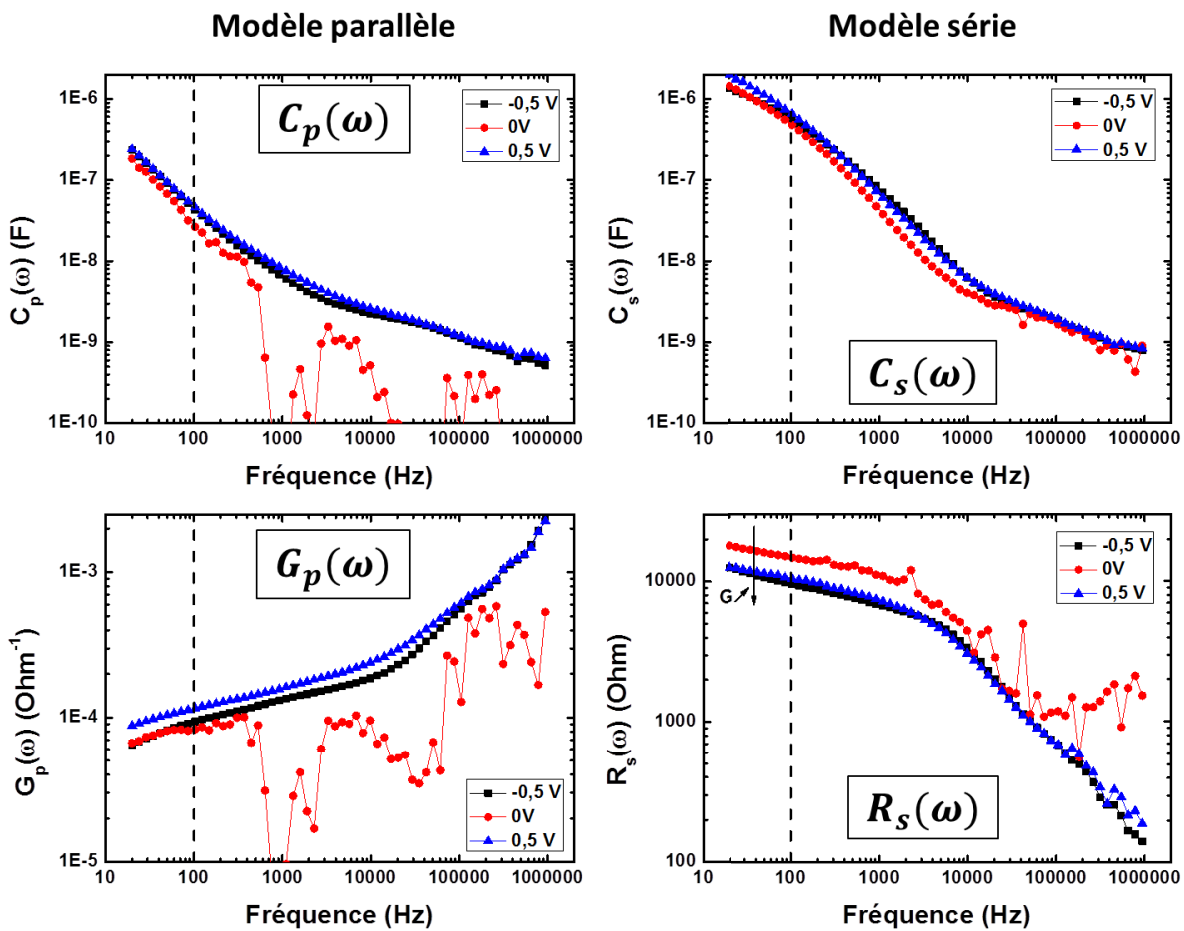 Modèle parallèle
Modèle série
1E-6
1E-7
1E-8
1E-9
1E-10
Cp(ω) (F)
Cp(ω)
-0,5 V
0V
0,5 V
10 100 1000 10000 100000 1000000
Fréquence (Hz)
1E-6
1E-7
1E-8
1E-9
1E-10
Cs(ω) (F)
-0,5 V
0V
0,5 V
Cs(ω)
10 100 1000 10000 100000 1000000
Fréquence (Hz)
1E-3
1E-4
1E-5
Gp(ω) (Ohm-1)
Gp(ω)
-0,5 V
0V
0,5 V
10 100 1000 10000 100000 1000000
Fréquence (Hz)
10000
1000
100
Rs(ω) (Ohm)
G
-0,5 V
0V
0,5 V
Rs(ω)
10 100 1000 10000 100000 1000000
Fréquence (Hz)